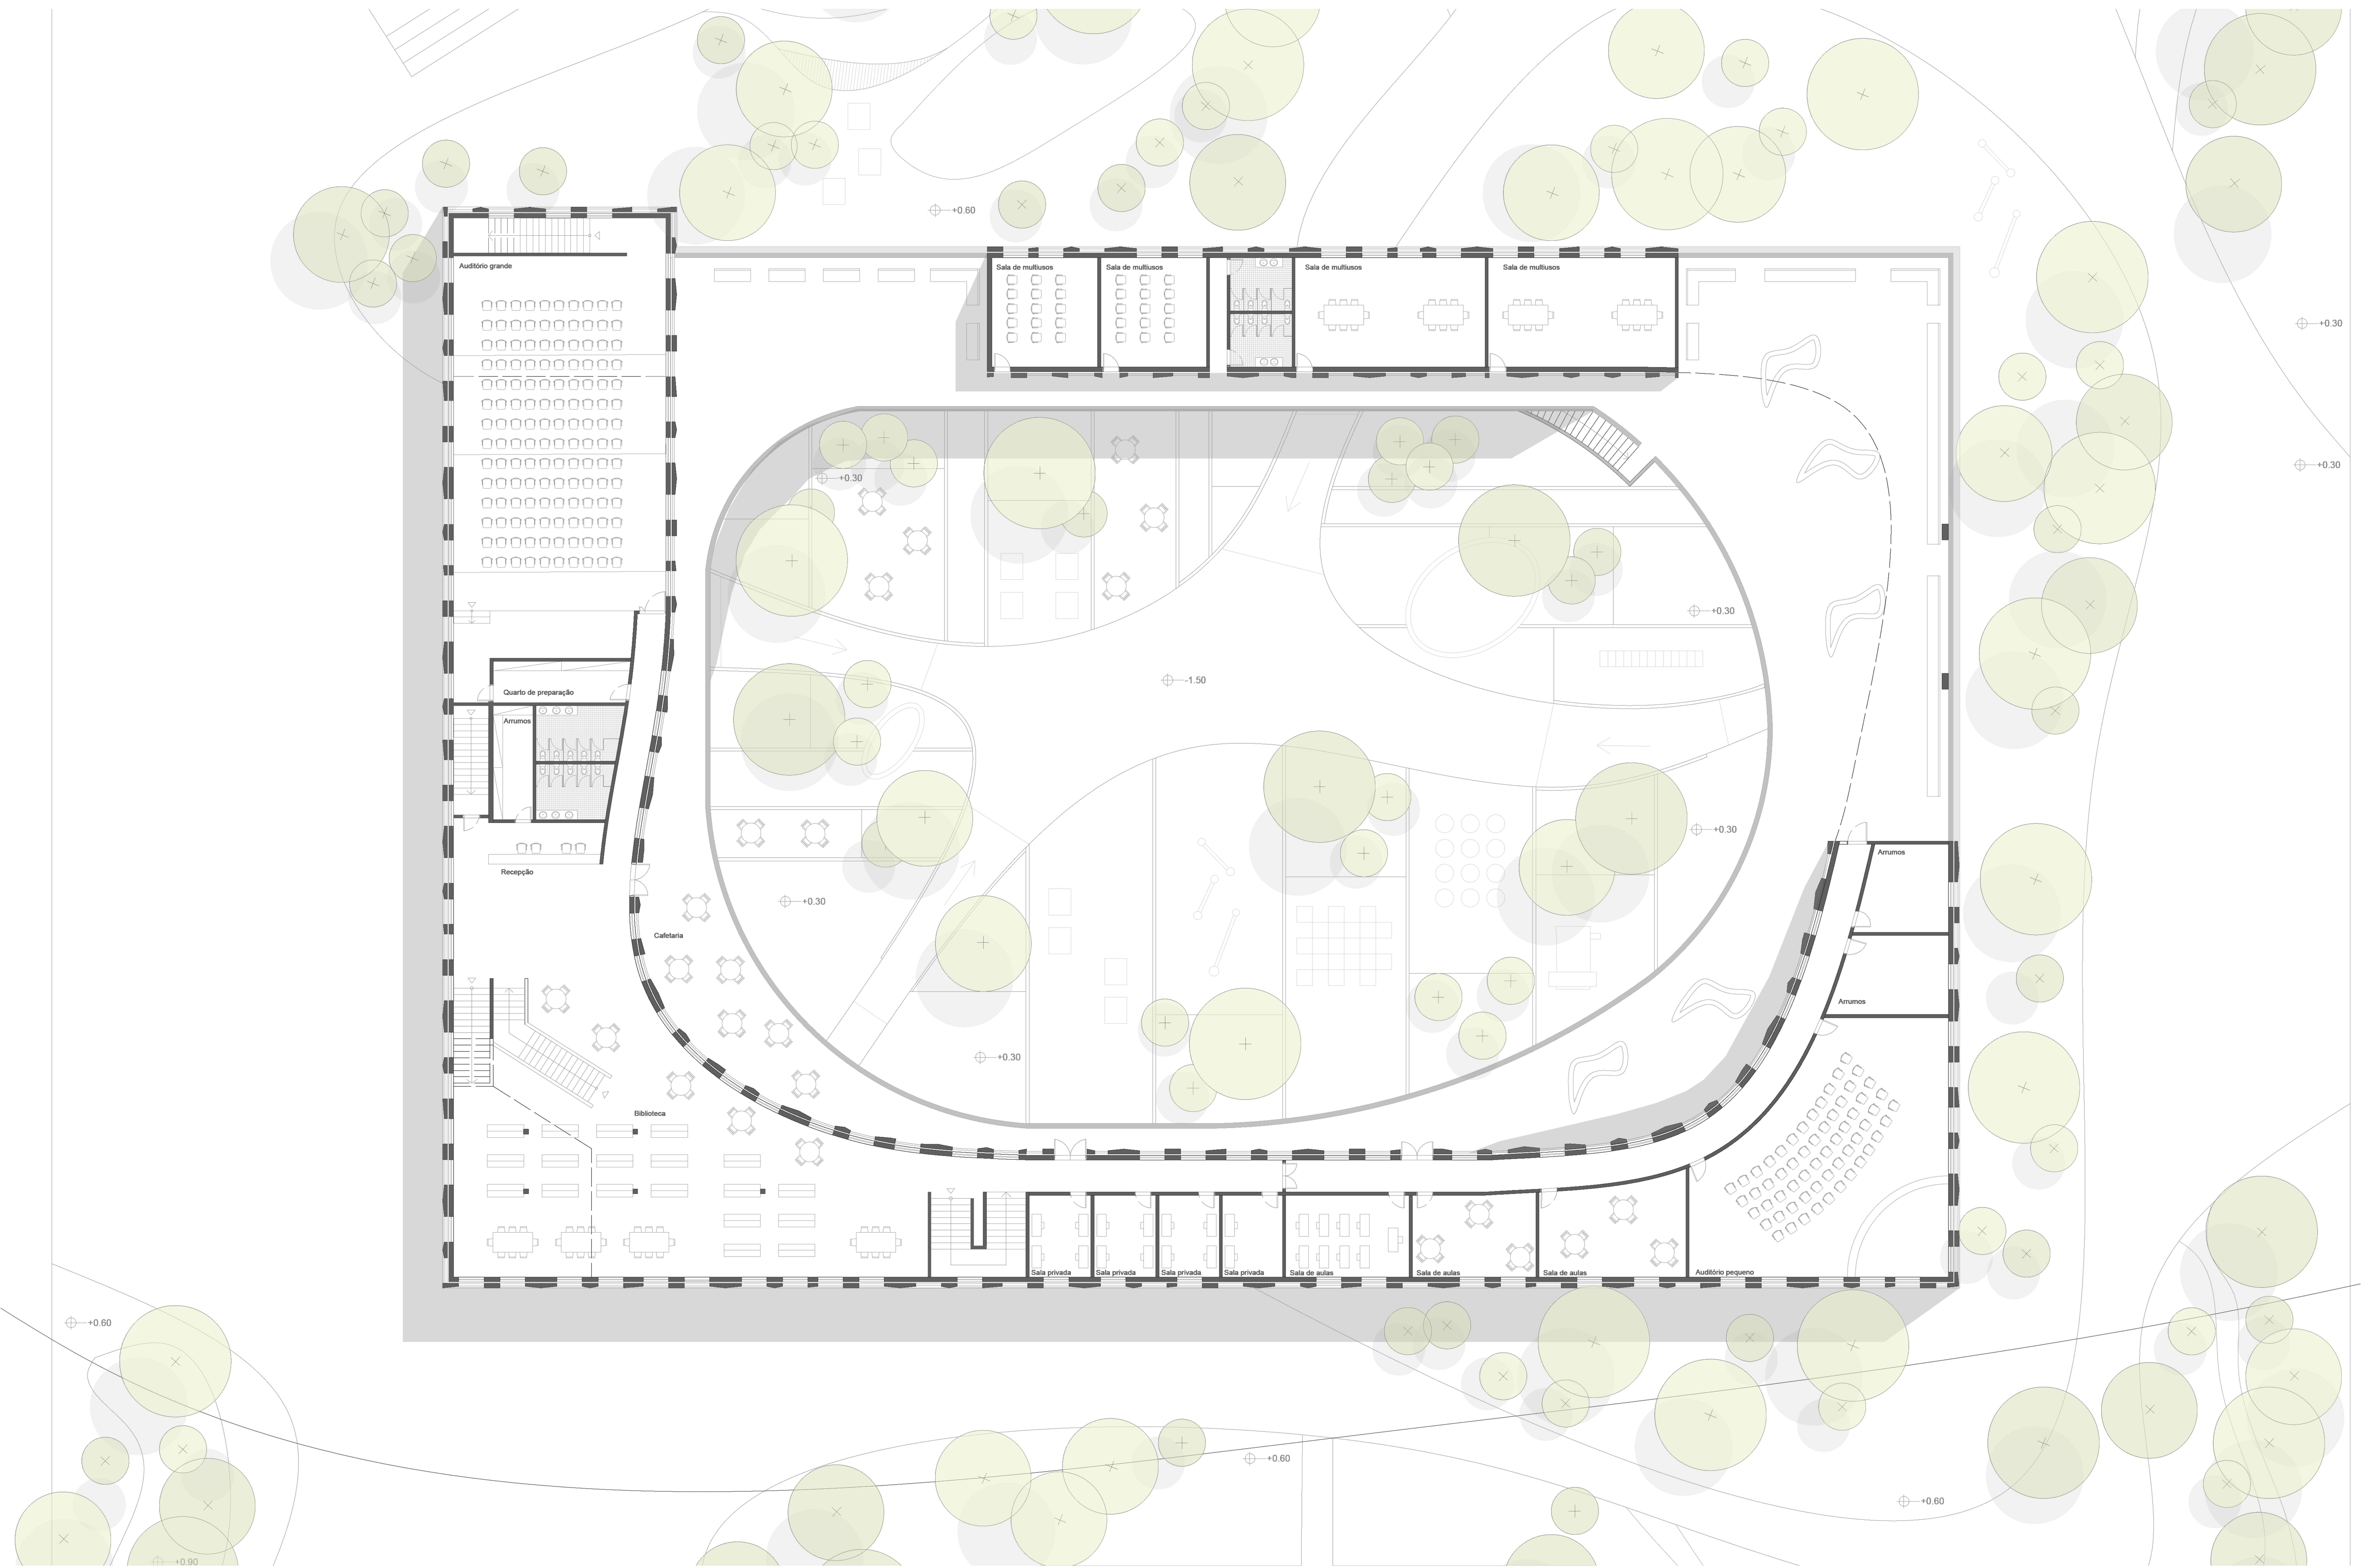 +0.60
Auditório grande
Sala de multiusos
Sala de multiusos
Sala de multiusos
Sala de multiusos
+0.30
+0.30
+0.30
+0.30
-1.50
Quarto de preparação
Arrumos
+0.30
Recepção
Arrumos
+0.30
Cafetaria
Arrumos
+0.30
Biblioteca
Sala privada
Sala privada
Sala privada
Sala privada
Sala de aulas
Sala de aulas
Sala de aulas
Auditório pequeno
+0.60
+0.60
+0.60
+0.90